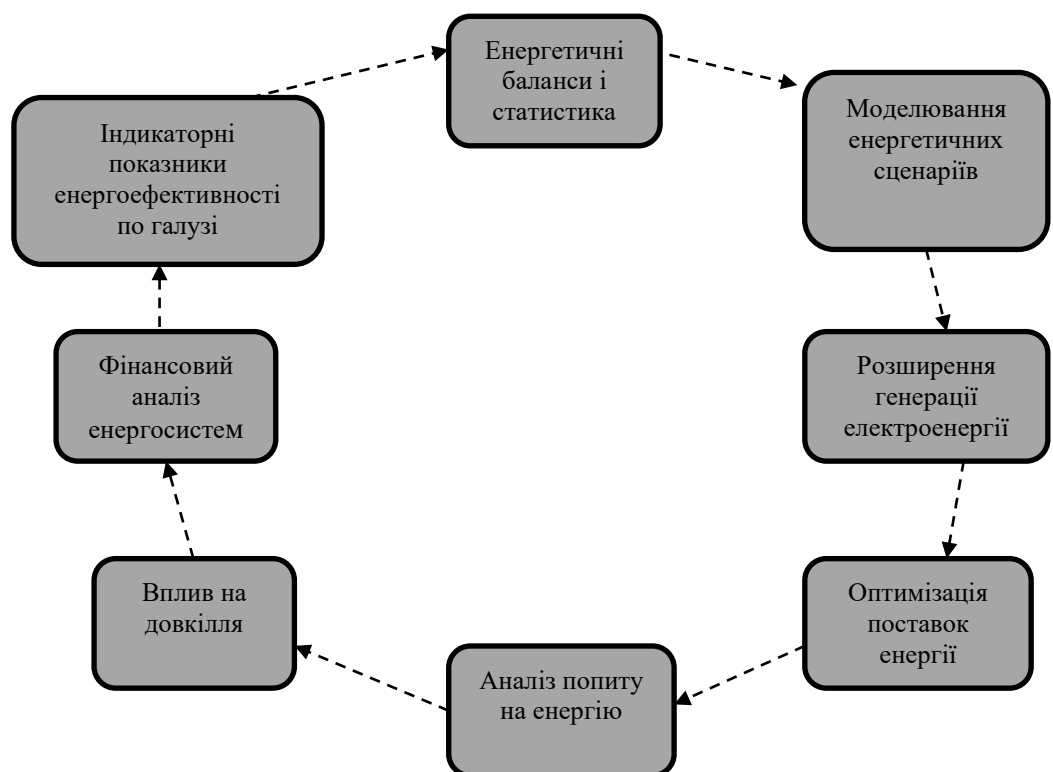 Енергетичні
баланси і
статистика
Моделювання
енергетичних
сценаріїв
Індикаторні
показники
енергоефективності
по галузі
Фінансовий
аналіз
енергосистем
Розширення
генерації
електроенергії
Вплив на
довкілля
Оптимізація
поставок
енергії
Аналіз попиту
на енергію